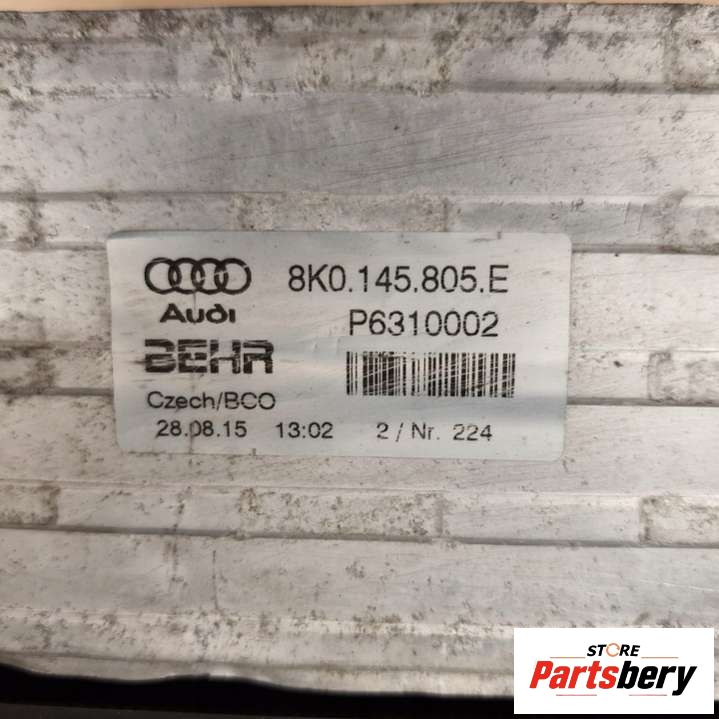 8K0.145.805.E
Audi
P6310002
BEHR
Czech/BCO
28.08.15 13:02 2 / Nr. 224
STORE
Partsbery